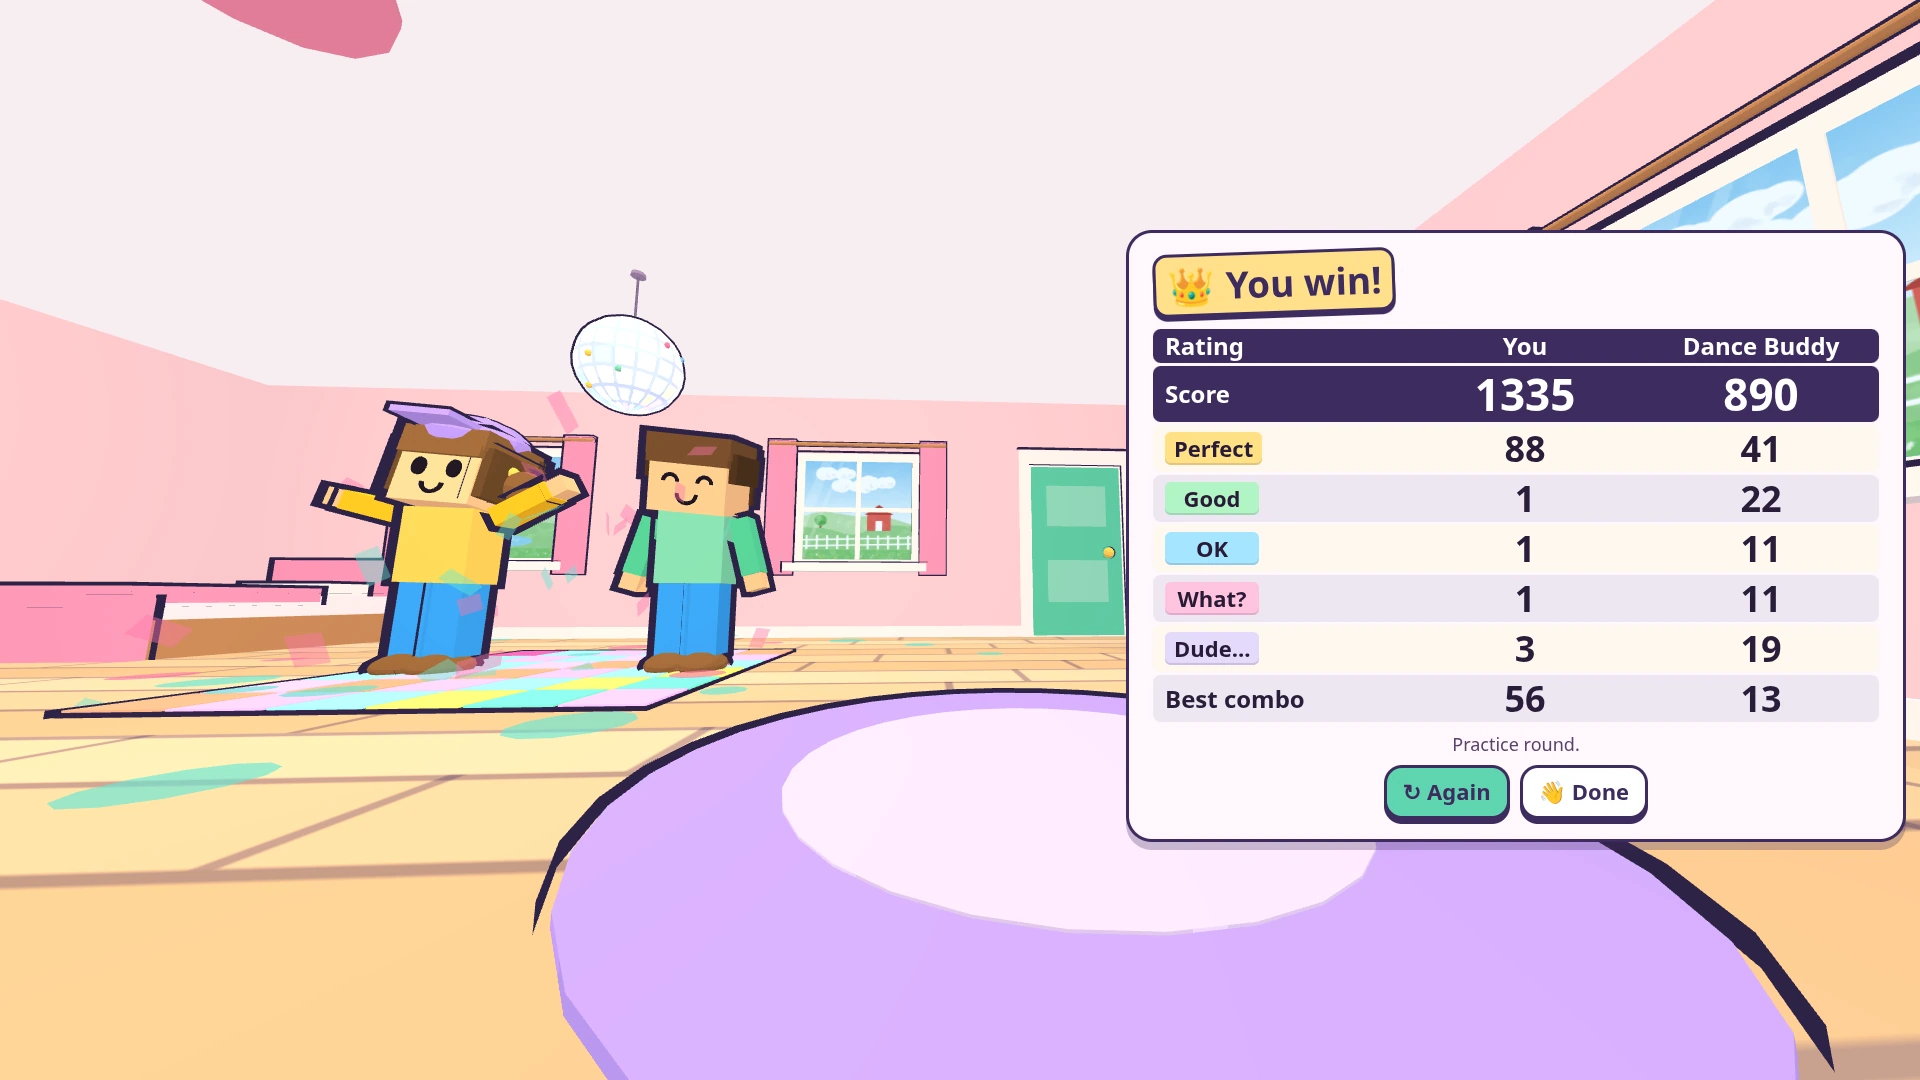 👑 You win!
Rating You Dance Buddy
Score 1335 890
Perfect 88 41
Good 1 22
OK 1 11
What? 1 11
Dude... 3 19
Best combo 56 13
Practice round.
↻ Again 👋 Done